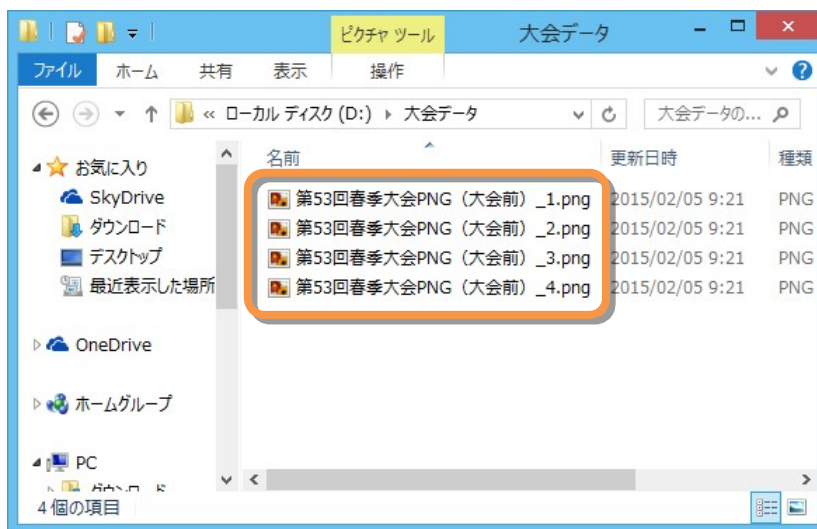 ピクチャ ツール
大会データ
ファイル ホーム 共有 表示 操作
« ローカル ディスク (D:) 大会データ
大会データの...
お気に入り
SkyDrive
ダウンロード
デスクトップ
最近表示した場所
OneDrive
ホームグループ
PC
ダウンロード
名前 更新日時 種類
第53回春季大会PNG（大会前）_1.png 2015/02/05 9:21 PNG
第53回春季大会PNG（大会前）_2.png 2015/02/05 9:21 PNG
第53回春季大会PNG（大会前）_3.png 2015/02/05 9:21 PNG
第53回春季大会PNG（大会前）_4.png 2015/02/05 9:21 PNG
4 個の項目